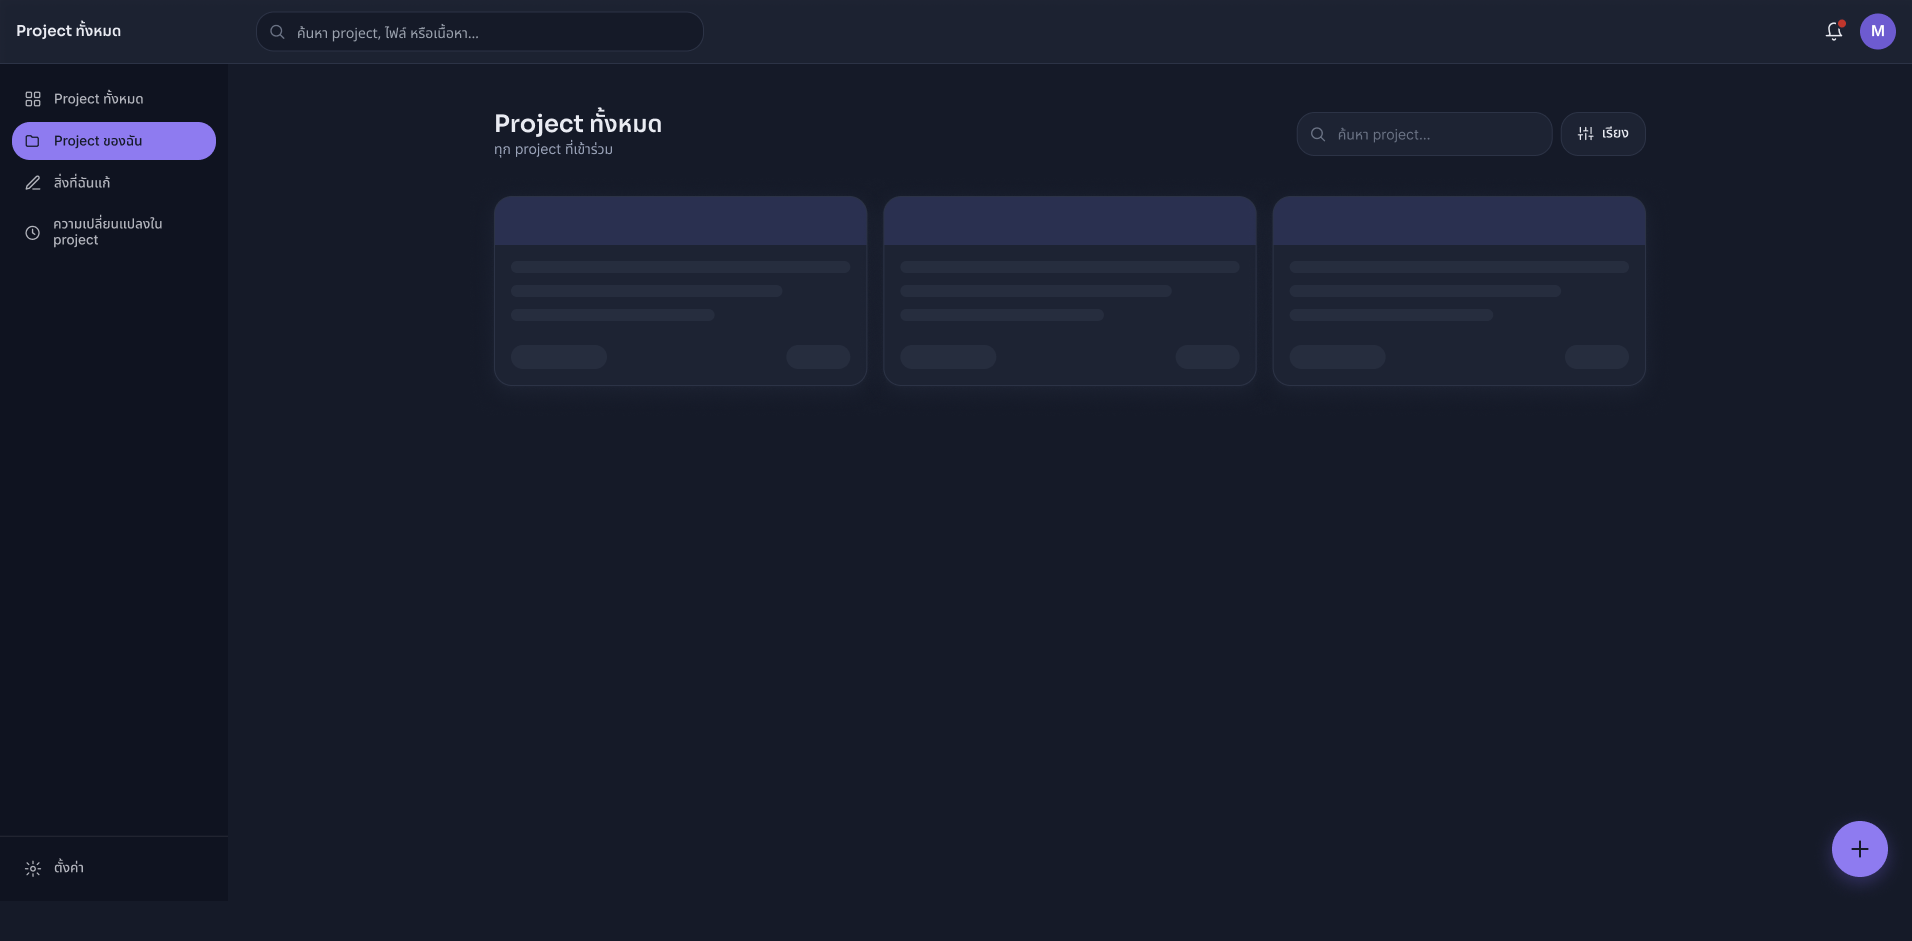 Project ทั้งหมด
ค้นหา project, ไฟล์ หรือเนื้อหา...
M
Project ทั้งหมด
Project ของฉัน
สิ่งที่ฉันแก้
ความเปลี่ยนแปลงใน
project
ตั้งค่า
Project ทั้งหมด
ทุก project ที่เข้าร่วม
ค้นหา project...
เรียง